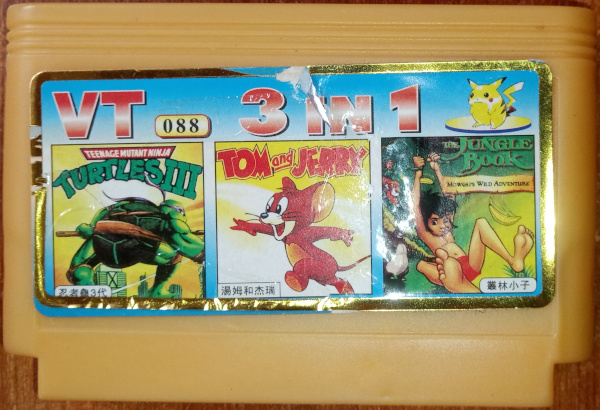 VT 088 3 IN 1
TEENAGE MUTANT NINJA
TURTLES III
忍者龜3代
TOM and JERRY
湯姆和杰瑞
THE JUNGLE
BOOK
MOWGLI'S WILD ADVENTURE
叢林小子